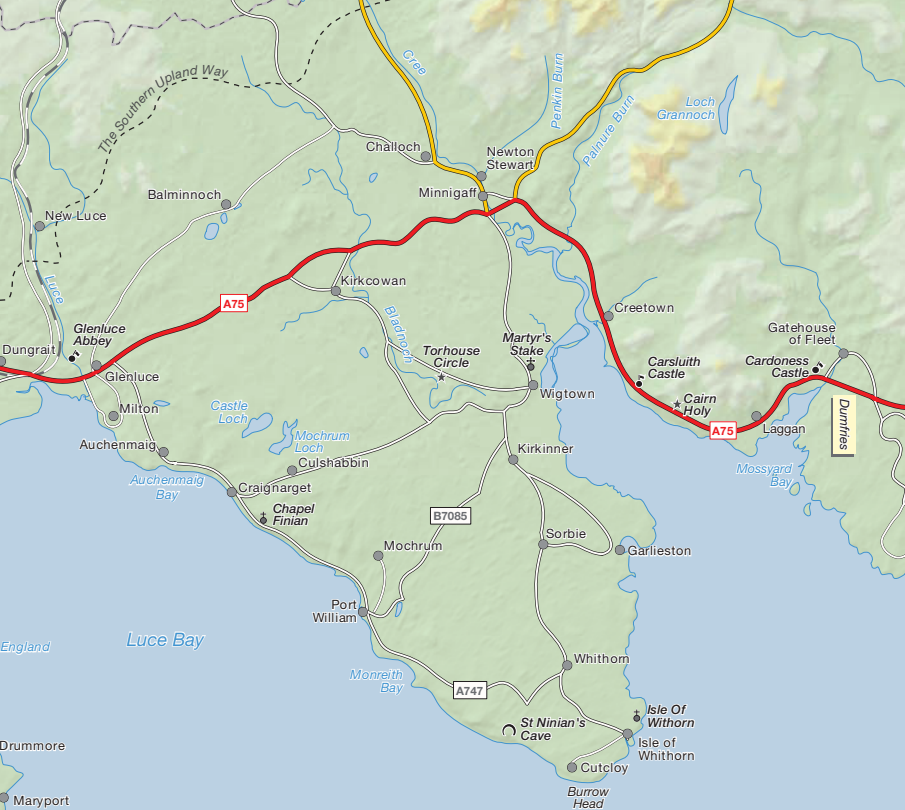 The Southern Upland Way
Cree
Penkin Burn
Palnure Burn
Loch
Grannoch
Challoch
Newton
Stewart
Minnigaff
Balminnoch
New Luce
Luce
Kirkcowan
A75
Bladnoch
Creetown
Glenluce
Abbey
Dungrait
Glenluce
Torhouse
Circle
Martyr's
Stake
Gatehouse
of Fleet
Carsluith
Castle
Cardoness
Castle
Cairn
Holy
Wigtown
A75
Laggan
Dumfries
Milton
Castle
Loch
Mochrum
Loch
Auchenmaig
Auchenmaig
Bay
Culshabbin
Craignarget
Kirkinner
Mossyard
Bay
Chapel
Finian
B7085
Sorbie
Garlieston
Mochrum
Port
William
Luce Bay
England
Monreith
Bay
A747
Whithorn
St Ninian's
Cave
Isle Of
Withorn
Isle of
Whithorn
Drummore
Cutcloy
Burrow
Head
Maryport